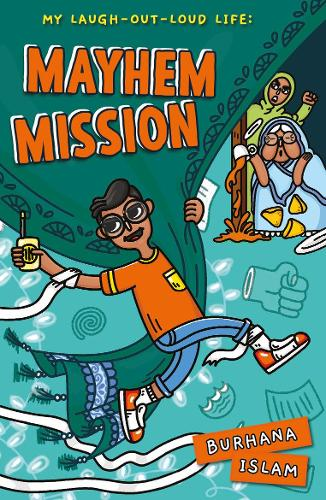 MY LAUGH-OUT-LOUD LIFE:
MAYHEM
MISSION
BURHANA
ISLAM